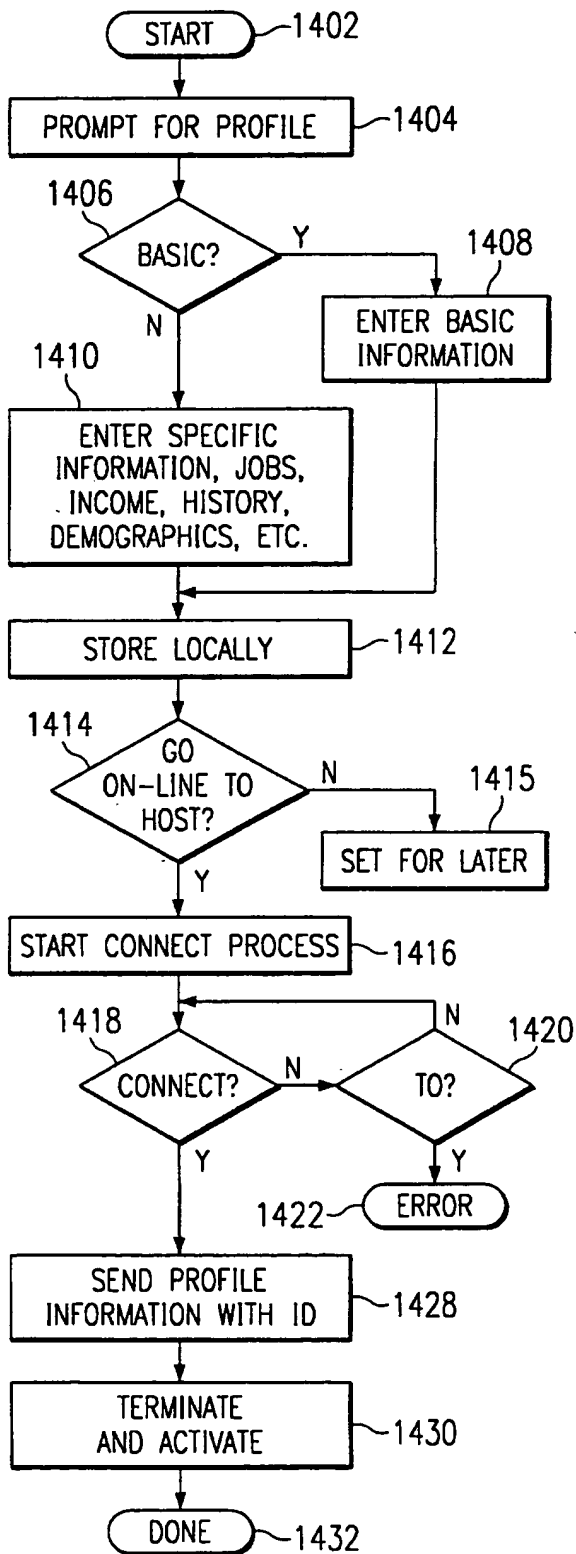 START
1402
PROMPT FOR PROFILE
1404
1406
BASIC?
Y
N
1408
ENTER BASIC
INFORMATION
1410
ENTER SPECIFIC
INFORMATION, JOBS,
INCOME, HISTORY,
DEMOGRAPHICS, ETC.
STORE LOCALLY
1412
1414
GO
ON-LINE TO
HOST?
N
Y
1415
SET FOR LATER
START CONNECT PROCESS
1416
1418
CONNECT?
N
Y
1420
TO?
N
Y
1422
ERROR
SEND PROFILE
INFORMATION WITH ID
1428
TERMINATE
AND ACTIVATE
1430
DONE
1432